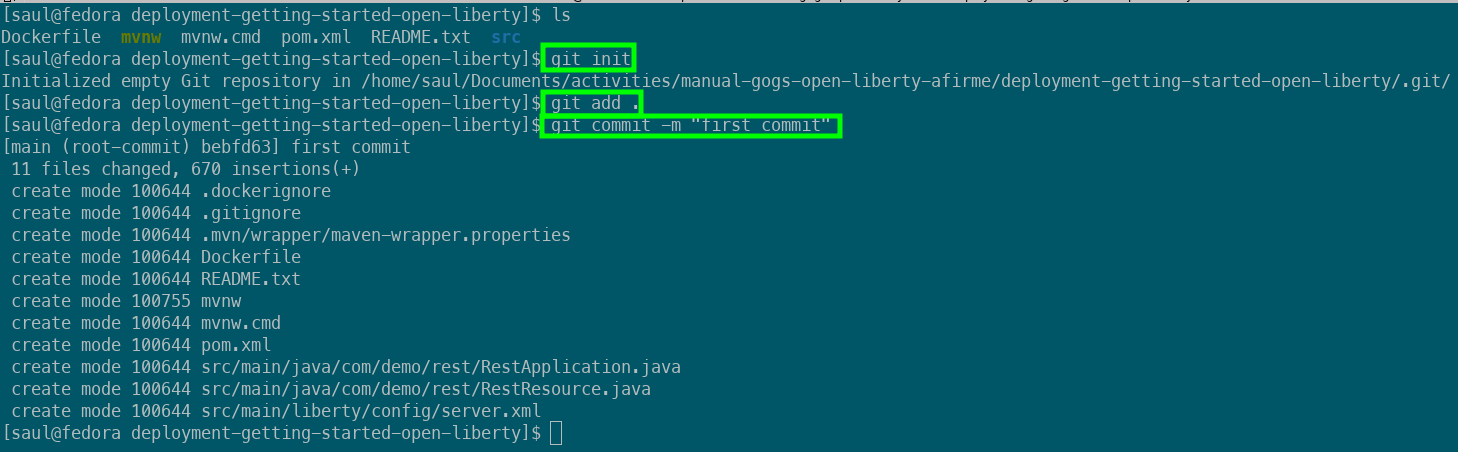 [saul@fedora deployment-getting-started-open-liberty]$ ls
Dockerfile  mvnw  mvnw.cmd  pom.xml  README.txt  src
[saul@fedora deployment-getting-started-open-liberty]$ git init
Initialized empty Git repository in /home/saul/Documents/activities/manual-gogs-open-liberty-afirme/deployment-getting-started-open-liberty/.git/
[saul@fedora deployment-getting-started-open-liberty]$ git add .
[saul@fedora deployment-getting-started-open-liberty]$ git commit -m "first commit"
[main (root-commit) bebfd63] first commit
 11 files changed, 670 insertions(+)
 create mode 100644 .dockerignore
 create mode 100644 .gitignore
 create mode 100644 .mvn/wrapper/maven-wrapper.properties
 create mode 100644 Dockerfile
 create mode 100644 README.txt
 create mode 100755 mvnw
 create mode 100644 mvnw.cmd
 create mode 100644 pom.xml
 create mode 100644 src/main/java/com/demo/rest/RestApplication.java
 create mode 100644 src/main/java/com/demo/rest/RestResource.java
 create mode 100644 src/main/liberty/config/server.xml
[saul@fedora deployment-getting-started-open-liberty]$